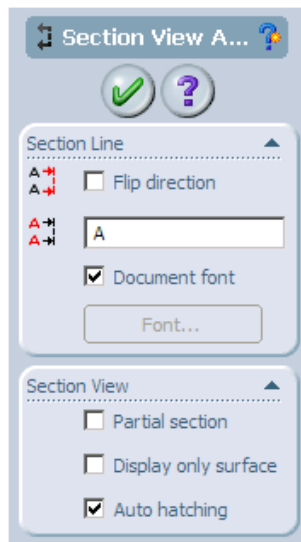 Section View A...
?
Section Line
Flip direction
A
Document font
Font...
Section View
Partial section
Display only surface
Auto hatching